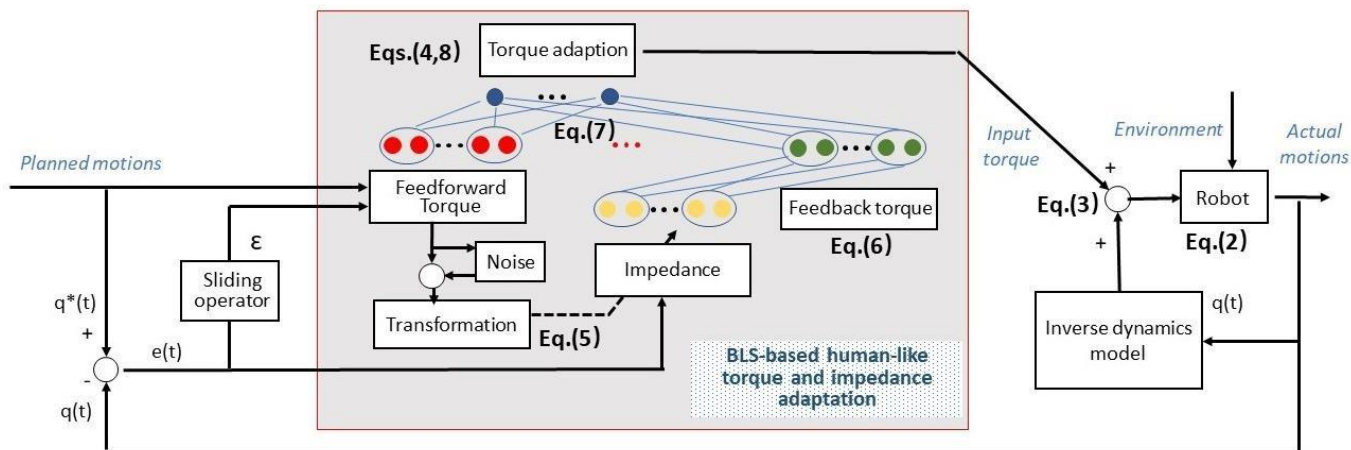 Eqs.(4,8)
Torque adaption
Eq.(7)
Planned motions
Input
torque
Environment
Actual
motions
Feedforward
Torque
Feedback torque
Eq.(6)
Eq.(3)
Robot
Eq.(2)
+
+
ε
Noise
Impedance
Sliding
operator
q*(t)
+
Transformation
Eq.(5)
q(t)
Inverse dynamics
model
e(t)
-
q(t)
BLS-based human-like
torque and impedance
adaptation